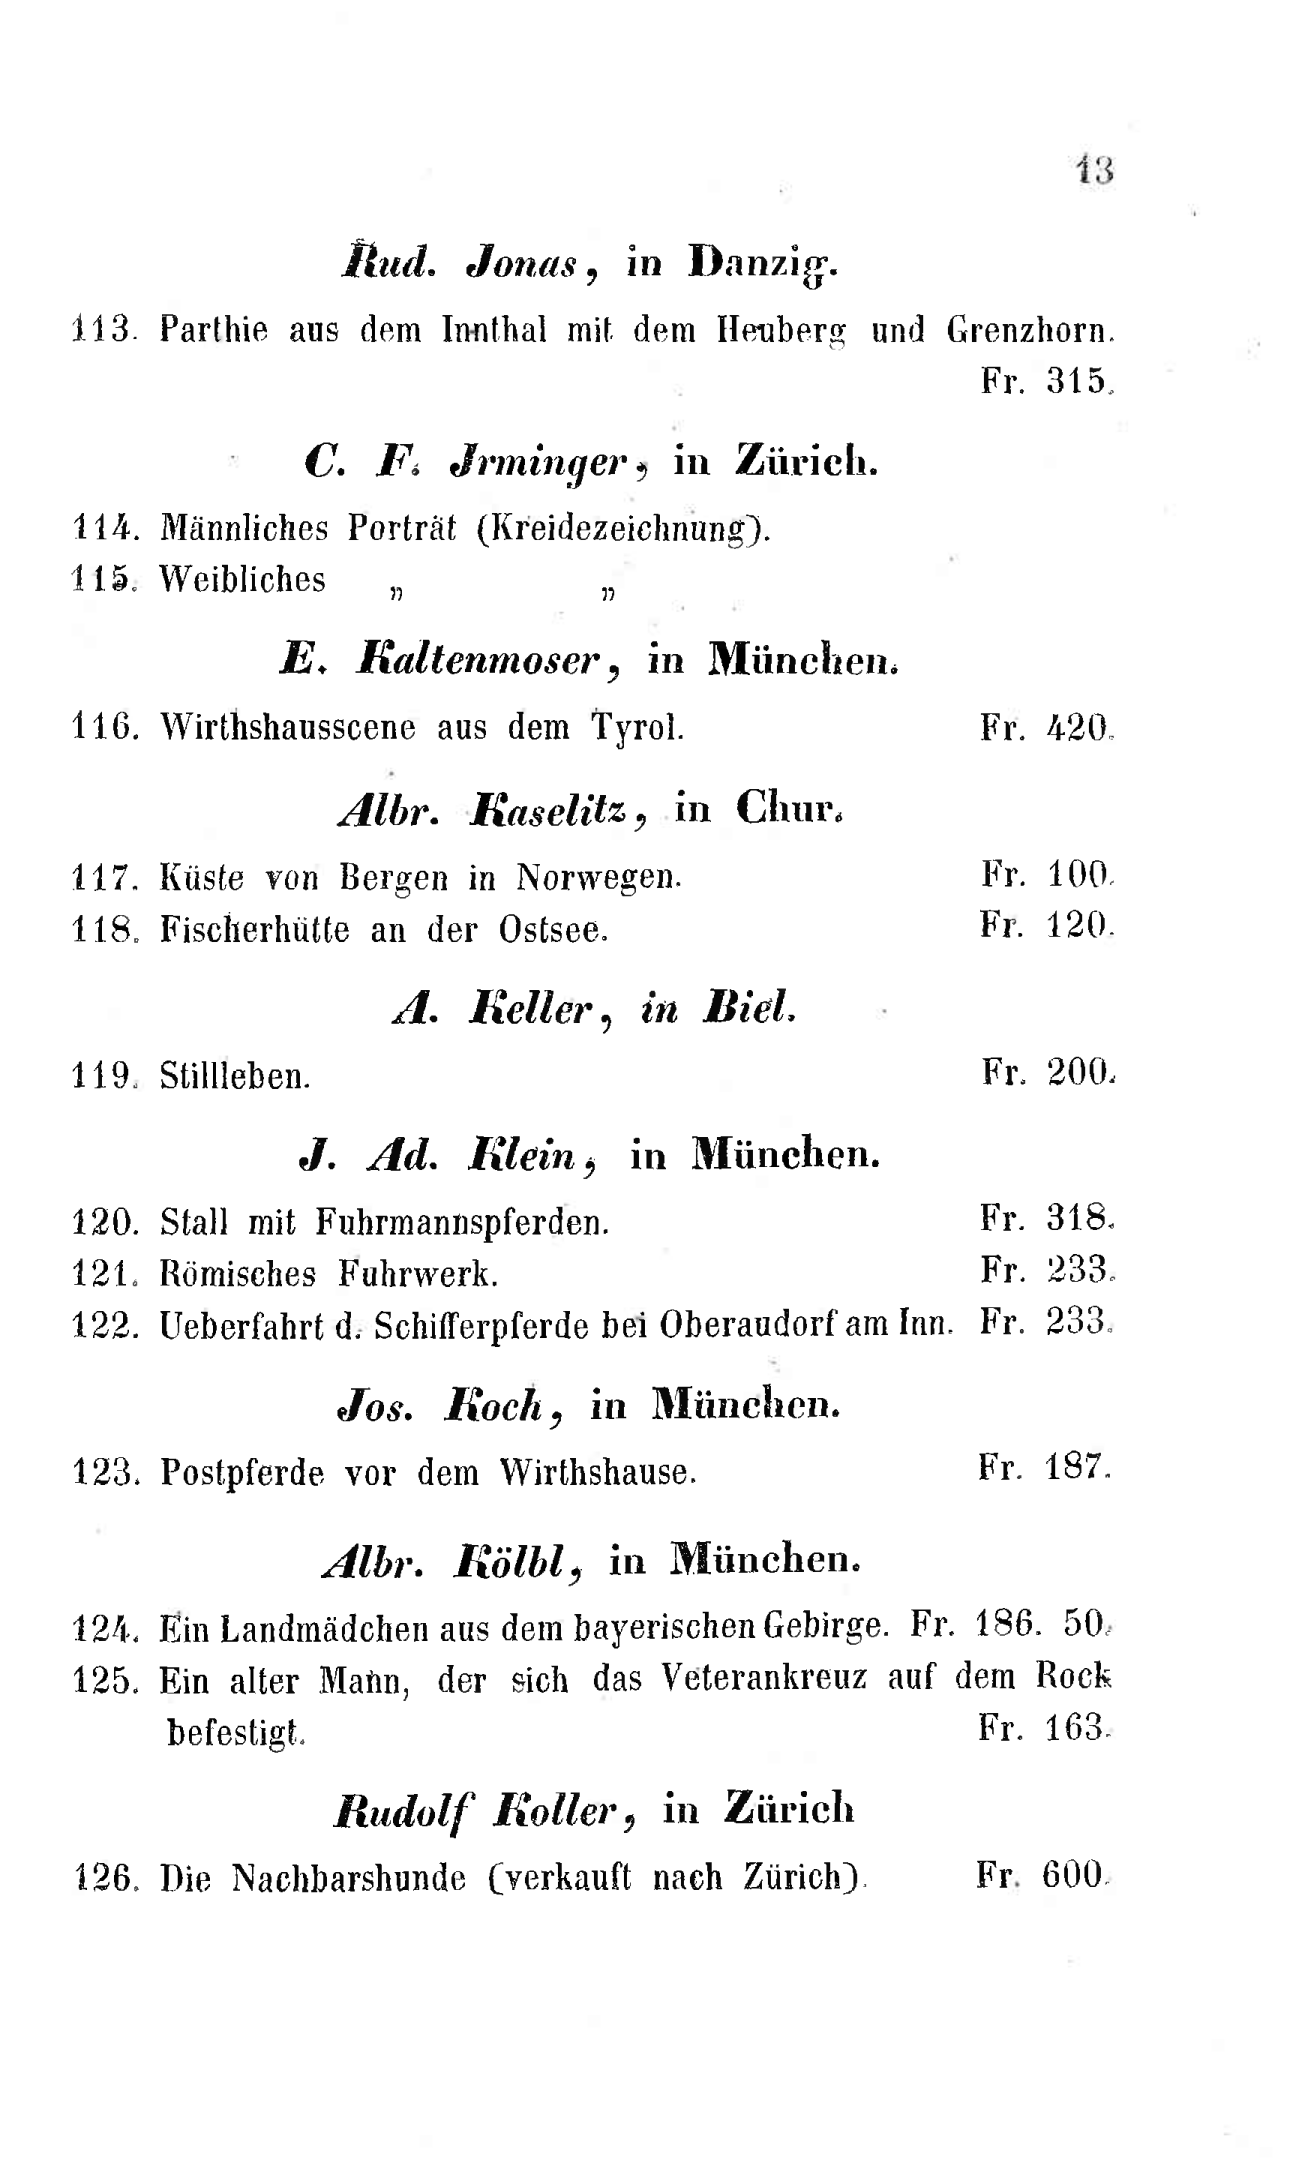 13
Rud. Jonas, in Danzig.
113. Parthie aus dem Innthal mit dem Heuberg und Grenzhorn.
Fr. 315.
C. F. Jrminger, in Zürich.
114. Männliches Porträt (Kreidezeichnung).
115. Weibliches „ „
E. Kaltenmoser, in München.
116. Wirthshausscene aus dem Tyrol. Fr. 420.
Albr. Kaselitz, in Chur.
117. Küste von Bergen in Norwegen. Fr. 100.
118. Fischerhütte an der Ostsee. Fr. 120.
A. Keller, in Biel.
119. Stillleben. Fr. 200.
J. Ad. Klein, in München.
120. Stall mit Fuhrmannspferden. Fr. 318.
121. Römisches Fuhrwerk. Fr. 233.
122. Ueberfahrt d. Schifferpferde bei Oberaudorf am Inn. Fr. 233.
Jos. Koch, in München.
123. Postpferde vor dem Wirthshause. Fr. 187.
Albr. Kölbl, in München.
124. Ein Landmädchen aus dem bayerischen Gebirge. Fr. 186. 50.
125. Ein alter Mann, der sich das Veterankreuz auf dem Rock
befestigt. Fr. 163.
Rudolf Koller, in Zürich
126. Die Nachbarshunde (verkauft nach Zürich). Fr. 600.